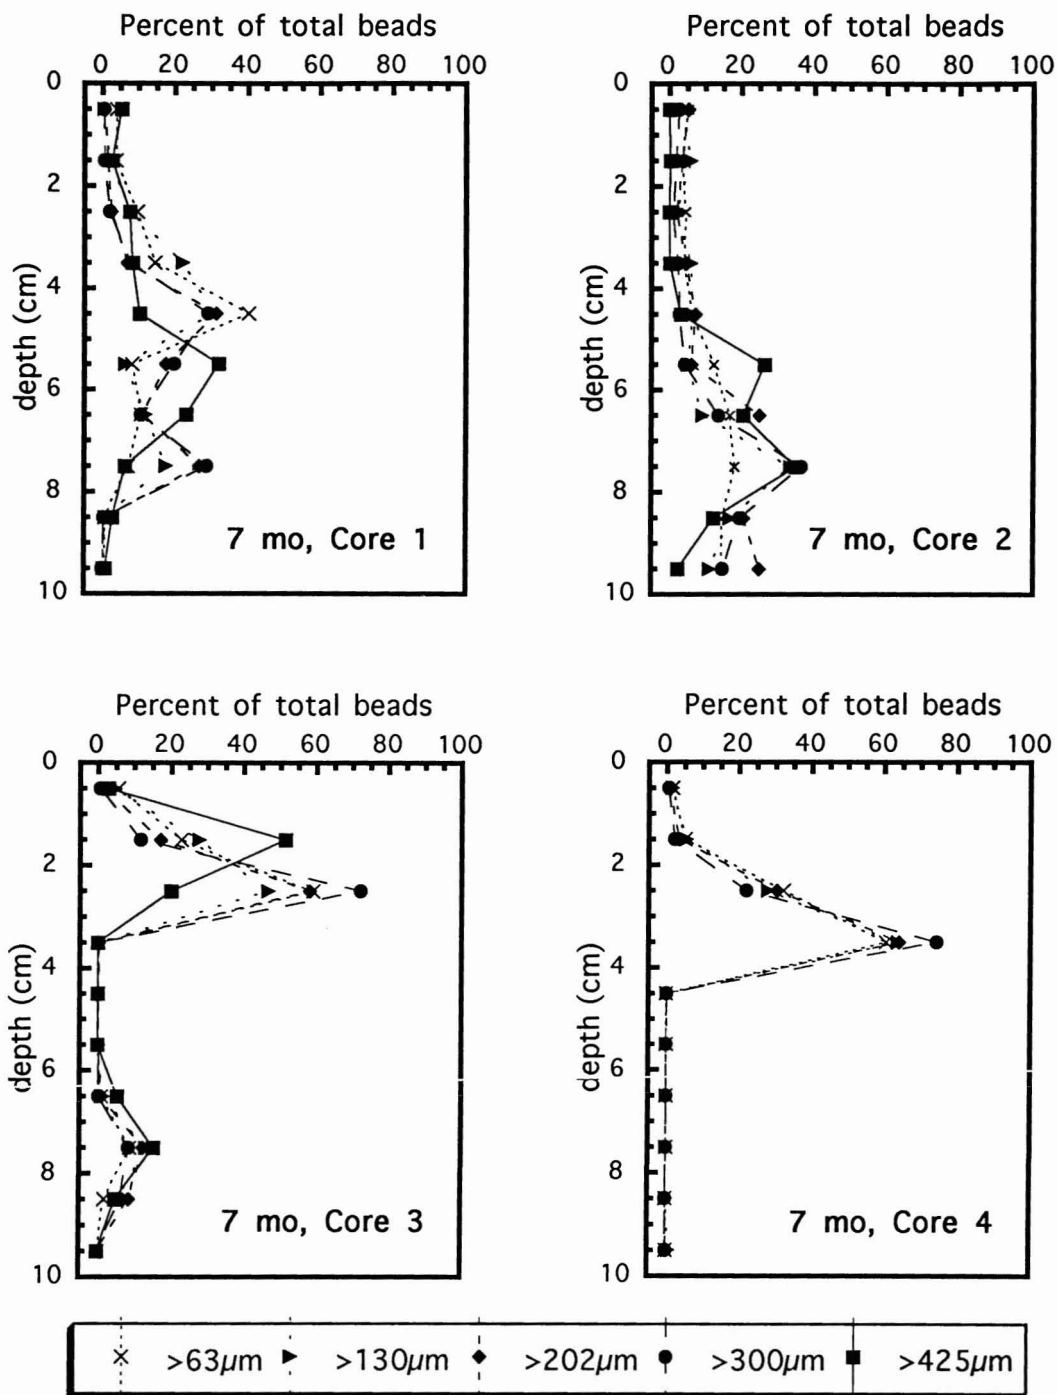 Percent of total beads
0 20 40 60 80 100
0
2
4
6
8
10
depth (cm)
7 mo, Core 1
Percent of total beads
0 20 40 60 80 100
0
2
4
6
8
10
depth (cm)
7 mo, Core 2
Percent of total beads
0 20 40 60 80 100
0
2
4
6
8
10
depth (cm)
7 mo, Core 3
Percent of total beads
0 20 40 60 80 100
0
2
4
6
8
10
depth (cm)
7 mo, Core 4
>63µm >130µm >202µm >300µm >425µm